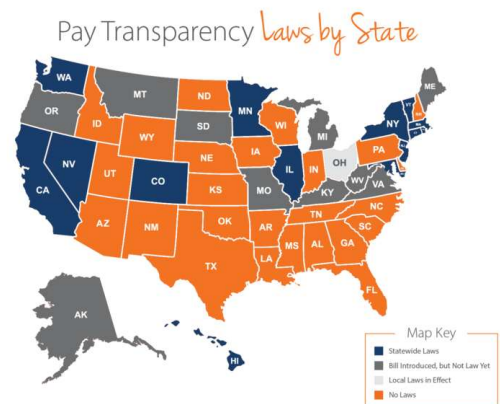 Pay Transparency Laws by State
WA
MT
ND
MN
ME
OR
ID
SD
WI
MI
VT
NY
WY
NE
IA
PA
NV
IL
IN
OH
CA
UT
CO
KS
MO
KY
WV
VA
AZ
NM
OK
AR
TN
NC
SC
TX
LA
MS
AL
GA
FL
AK
HI
Map Key
Statewide Laws
Bill Introduced, but Not Law Yet
Local Laws in Effect
No Laws